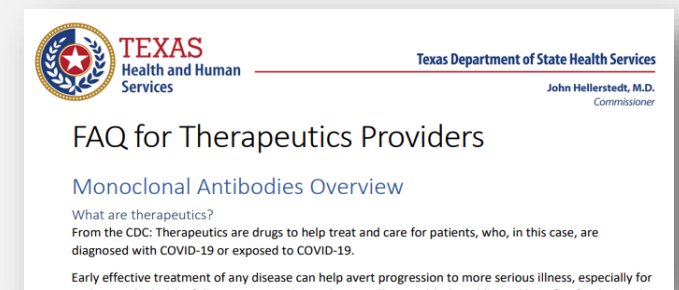 TEXAS
Health and Human
Services
Texas Department of State Health Services
John Hellerstedt, M.D.
Commissioner
FAQ for Therapeutics Providers
Monoclonal Antibodies Overview
What are therapeutics?
From the CDC: Therapeutics are drugs to help treat and care for patients, who, in this case, are
diagnosed with COVID-19 or exposed to COVID-19.
Early effective treatment of any disease can help avert progression to more serious illness, especially for